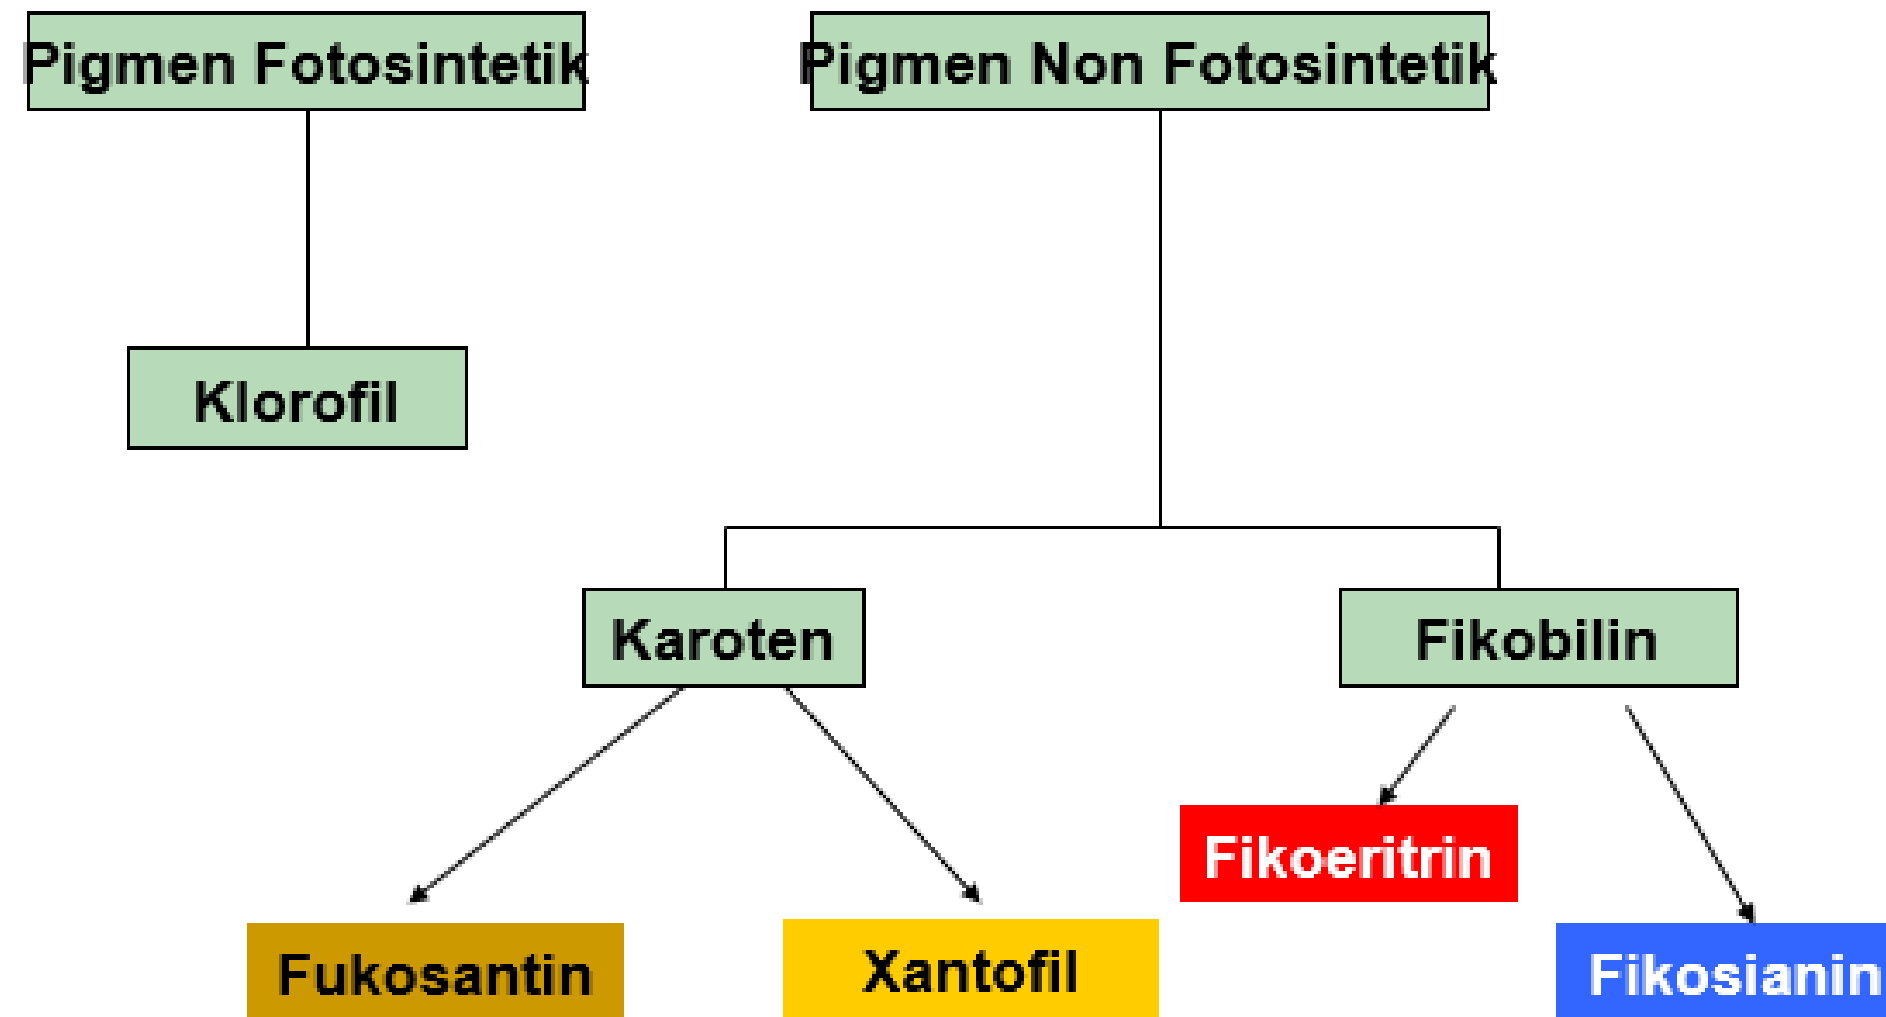 Pigmen Fotosintetik
Pigmen Non Fotosintetik
Klorofil
Karoten
Fikobilin
Fikoeritrin
Fukosantin
Xantofil
Fikosianin